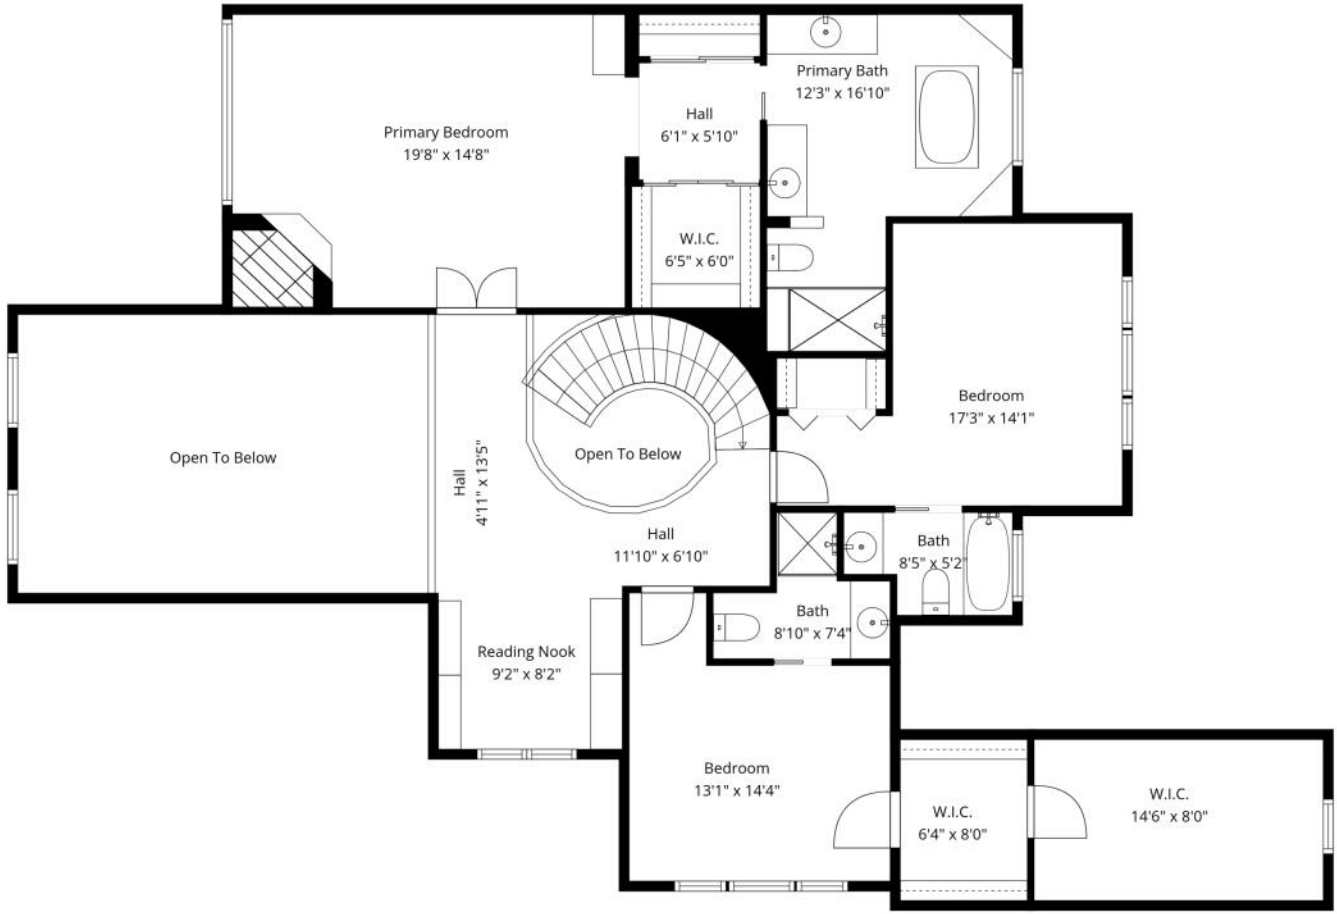 Primary Bath
12'3" x 16'10"
Hall
6'1" x 5'10"
Primary Bedroom
19'8" x 14'8"
W.I.C.
6'5" x 6'0"
Bedroom
17'3" x 14'1"
Open To Below
Open To Below
Hall
4'11" x 13'5"
Hall
11'10" x 6'10"
Bath
8'5" x 5'2"
Bath
8'10" x 7'4"
Reading Nook
9'2" x 8'2"
Bedroom
13'1" x 14'4"
W.I.C.
14'6" x 8'0"
W.I.C.
6'4" x 8'0"